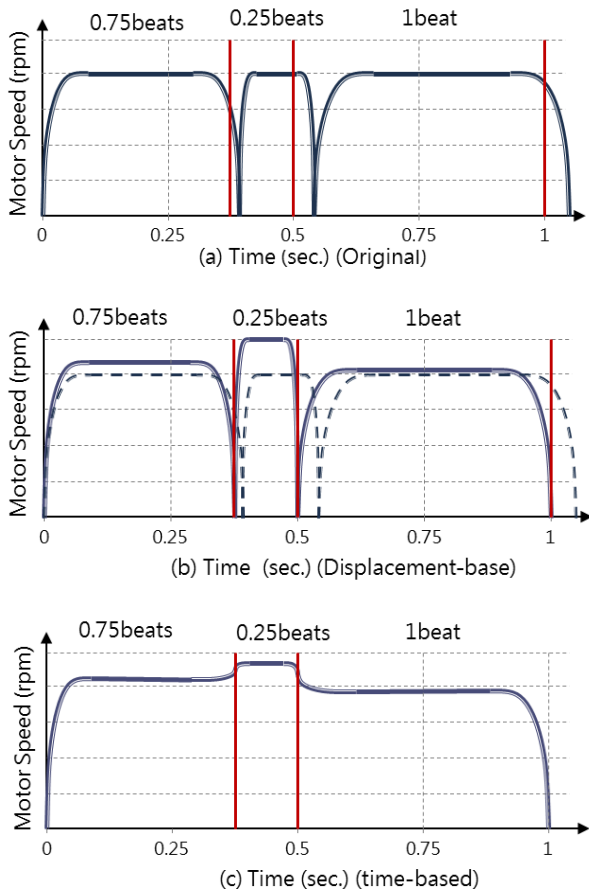 0.75beats 0.25beats 1beat
Motor Speed (rpm)
0 0.25 0.5 0.75 1
(a) Time (sec.) (Original)
0.75beats 0.25beats 1beat
Motor Speed (rpm)
0 0.25 0.5 0.75 1
(b) Time (sec.) (Displacement-base)
0.75beats 0.25beats 1beat
Motor Speed (rpm)
0 0.25 0.5 0.75 1
(c) Time (sec.) (time-based)